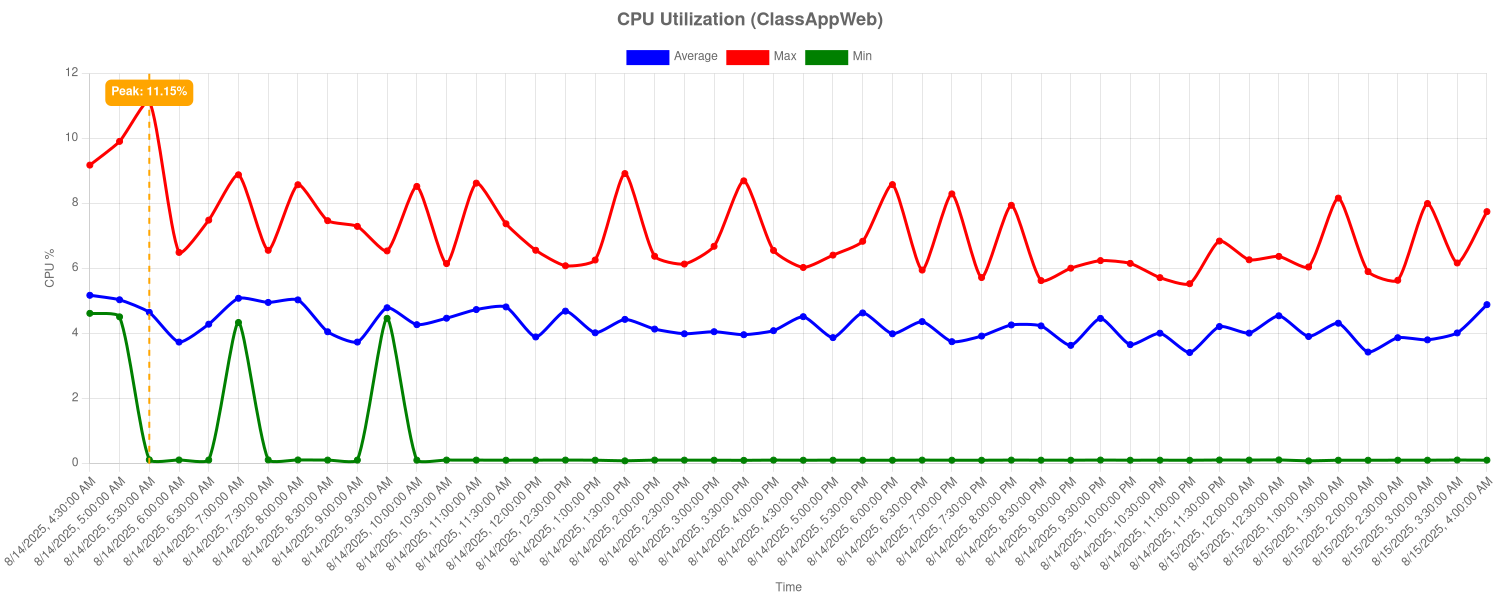 CPU Utilization (ClassAppWeb)
Average Max Min
12
Peak: 11.15%
10
8
6
4
2
0
CPU %
8/14/2025, 4:30:00 AM
8/14/2025, 5:00:00 AM
8/14/2025, 5:30:00 AM
8/14/2025, 6:00:00 AM
8/14/2025, 6:30:00 AM
8/14/2025, 7:00:00 AM
8/14/2025, 7:30:00 AM
8/14/2025, 8:00:00 AM
8/14/2025, 8:30:00 AM
8/14/2025, 9:00:00 AM
8/14/2025, 9:30:00 AM
8/14/2025, 10:00:00 AM
8/14/2025, 10:30:00 AM
8/14/2025, 11:00:00 AM
8/14/2025, 11:30:00 AM
8/14/2025, 12:00:00 PM
8/14/2025, 12:30:00 PM
8/14/2025, 1:00:00 PM
8/14/2025, 1:30:00 PM
8/14/2025, 2:00:00 PM
8/14/2025, 2:30:00 PM
8/14/2025, 3:00:00 PM
8/14/2025, 3:30:00 PM
8/14/2025, 4:00:00 PM
8/14/2025, 4:30:00 PM
8/14/2025, 5:00:00 PM
8/14/2025, 5:30:00 PM
8/14/2025, 6:00:00 PM
8/14/2025, 6:30:00 PM
8/14/2025, 7:00:00 PM
8/14/2025, 7:30:00 PM
8/14/2025, 8:00:00 PM
8/14/2025, 8:30:00 PM
8/14/2025, 9:00:00 PM
8/14/2025, 9:30:00 PM
8/14/2025, 10:00:00 PM
8/14/2025, 10:30:00 PM
8/14/2025, 11:00:00 PM
8/14/2025, 11:30:00 PM
8/15/2025, 12:00:00 AM
8/15/2025, 12:30:00 AM
8/15/2025, 1:00:00 AM
8/15/2025, 1:30:00 AM
8/15/2025, 2:00:00 AM
8/15/2025, 2:30:00 AM
8/15/2025, 3:00:00 AM
8/15/2025, 3:30:00 AM
8/15/2025, 4:00:00 AM
Time